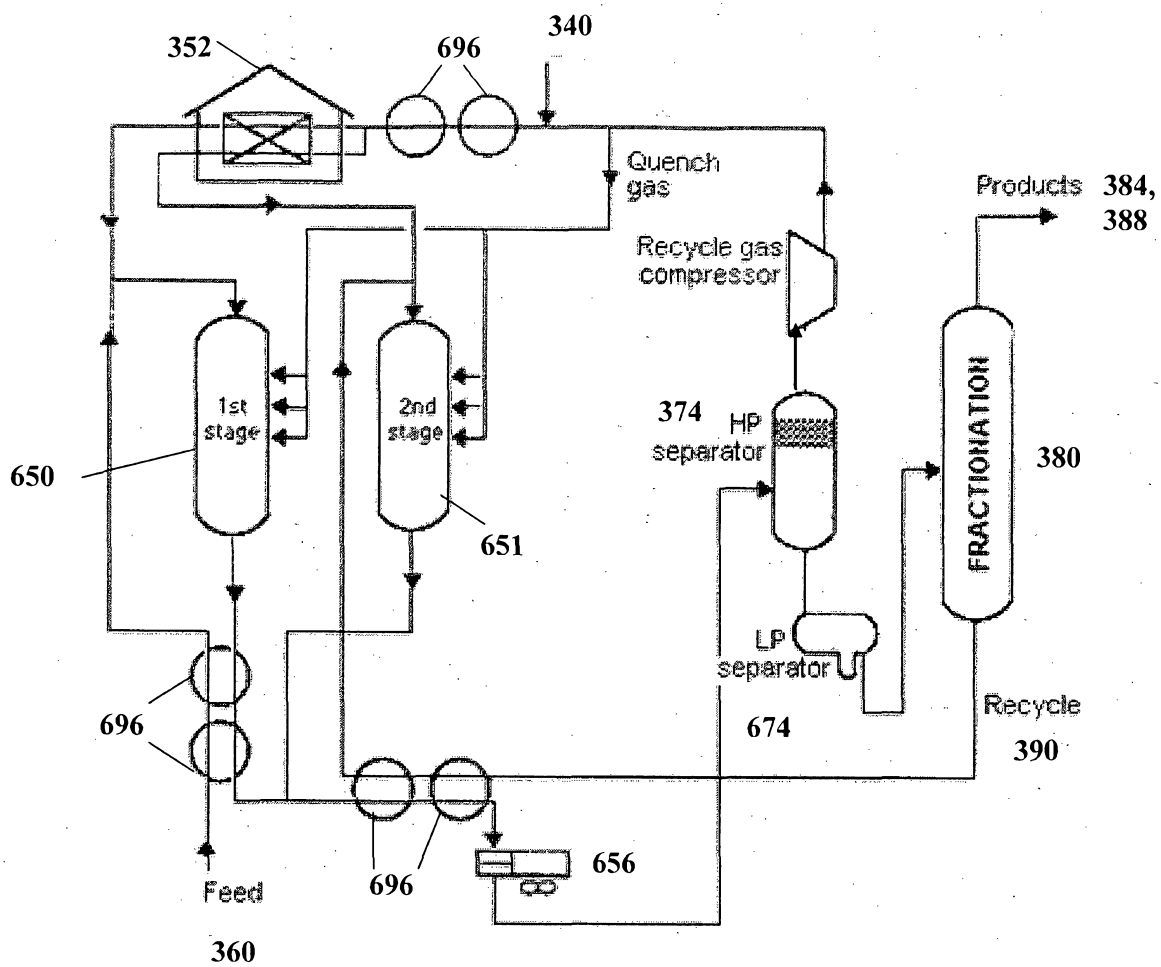 340
352
696
Quench
gas
Products 384,
388
Recycle gas
compressor
1st
stage
2nd
stage
374
HP
separator
FRACTIONATION
380
650
651
LP
separator
Recycle
696
674
390
656
696
Feed
360